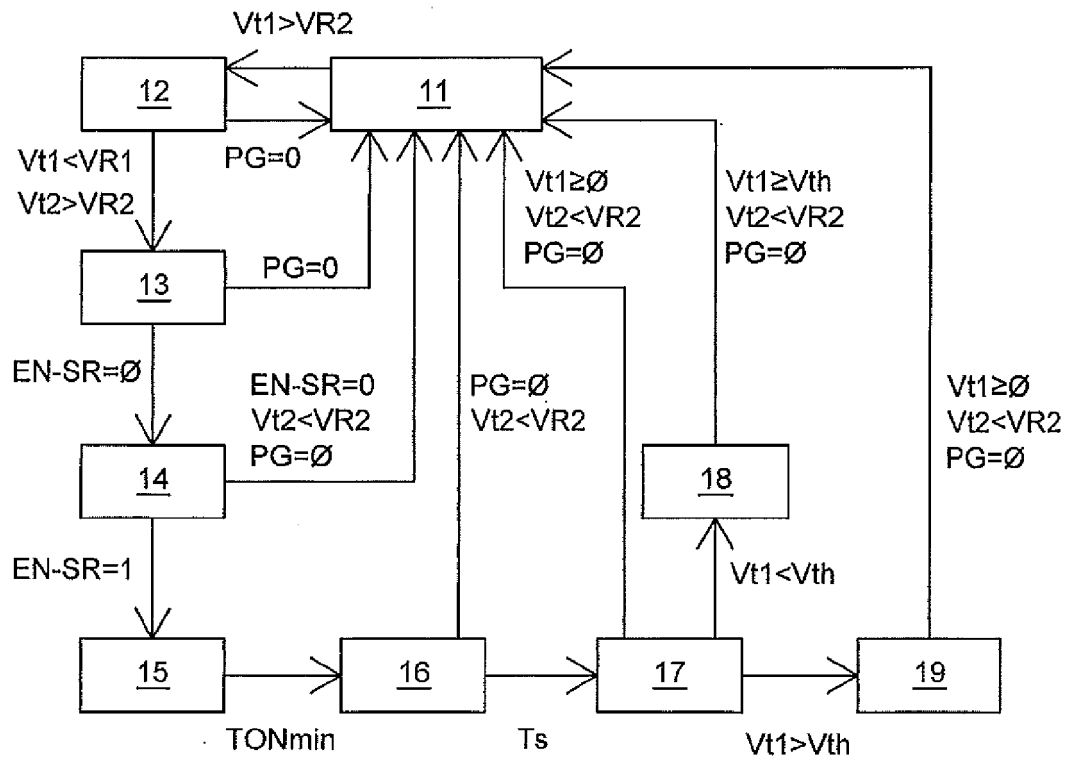 Vt1>VR2
12
11
PG=0
Vt1<VR1
Vt2>VR2
13
PG=0
Vt1≥Ø
Vt2<VR2
PG=Ø
Vt1≥Vth
Vt2<VR2
PG=Ø
EN-SR=Ø
EN-SR=0
Vt2<VR2
PG=Ø
PG=Ø
Vt2<VR2
Vt1≥Ø
Vt2<VR2
PG=Ø
14
18
EN-SR=1
Vt1<Vth
15
16
17
19
TONmin
Ts
Vt1>Vth